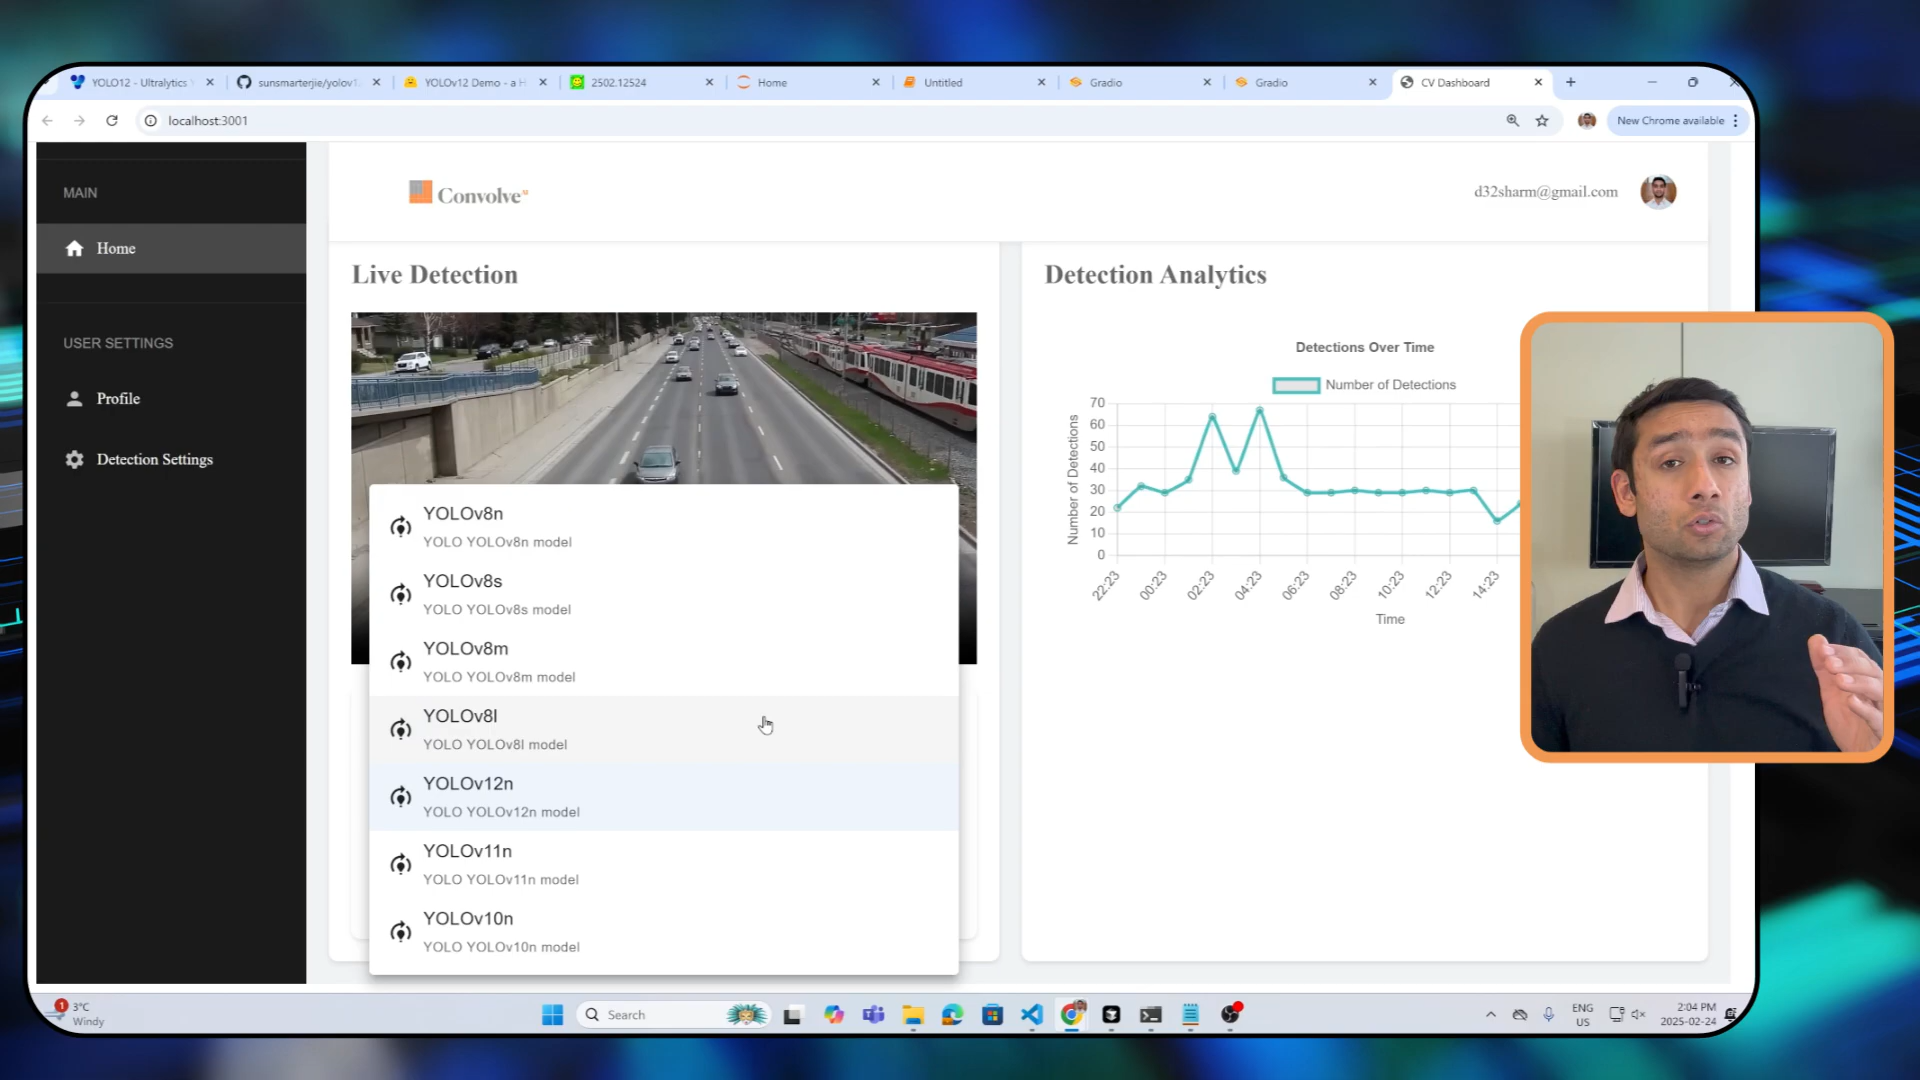 YOLO12 - Ultralytics
sunsmarterjie/yolov1
YOLOv12 Demo - a H
2502.12524
Home
Untitled
Gradio
Gradio
CV Dashboard
localhost:3001
New Chrome available
MAIN
Home
USER SETTINGS
Profile
Detection Settings
Convolve
d32sharm@gmail.com
Live Detection
YOLOv8n
YOLO YOLOv8n model
YOLOv8s
YOLO YOLOv8s model
YOLOv8m
YOLO YOLOv8m model
YOLOv8l
YOLO YOLOv8l model
YOLOv12n
YOLO YOLOv12n model
YOLOv11n
YOLO YOLOv11n model
YOLOv10n
YOLO YOLOv10n model
Detection Analytics
Detections Over Time
Number of Detections
Number of Detections
70
60
50
40
30
20
10
0
22:23
00:23
02:23
04:23
06:23
08:23
10:23
12:23
14:23
Time
1
3°C
Windy
Search
ENG
US
2:04 PM
2025-02-24